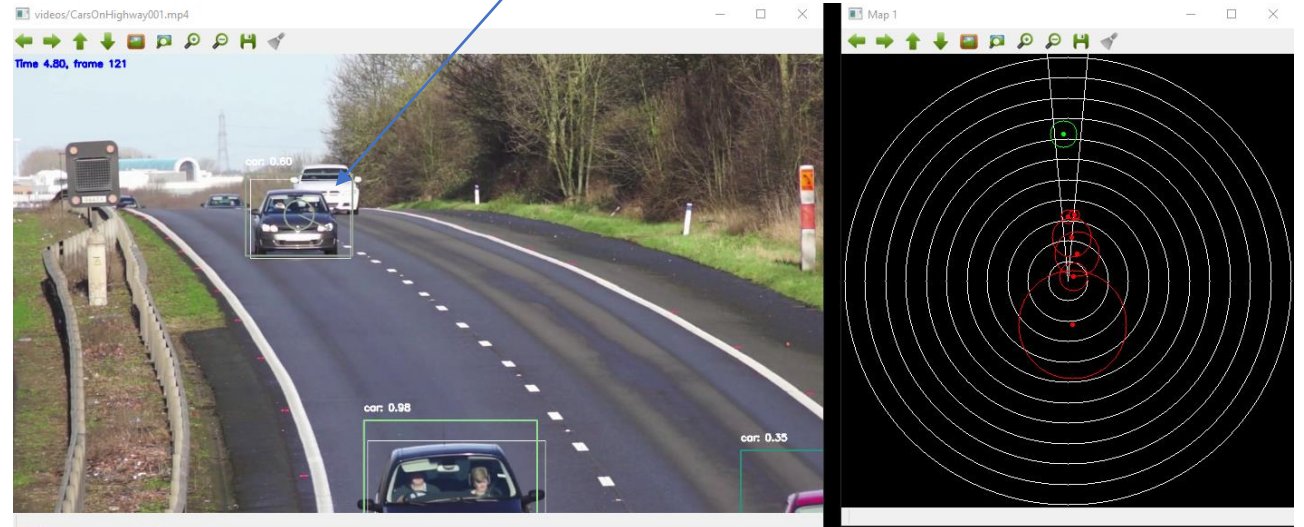 videos/CarsOnHighway001.mp4
Map 1
Time 4.80, frame 121
car: 0.60
car: 0.98
car: 0.35